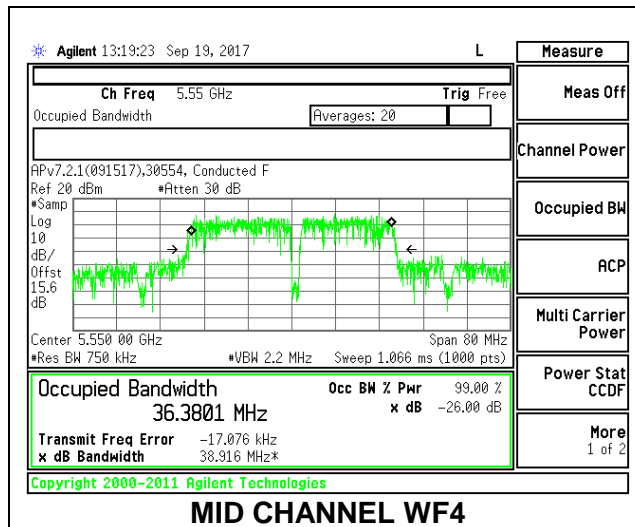 Agilent 13:19:23 Sep 19, 2017 L
Measure
Ch Freq 5.55 GHz Trig Free
Occupied Bandwidth Averages: 20
APv7.2.1(091517),30554, Conducted F
Ref 20 dBm #Atten 30 dB
#Samp
Log
10
dB/
Offst
15.6
dB
Center 5.550 00 GHz Span 80 MHz
#Res BW 750 kHz #VBW 2.2 MHz Sweep 1.066 ms (1000 pts)
Occupied Bandwidth Occ BW % Pwr 99.00 %
36.3801 MHz x dB -26.00 dB
Transmit Freq Error -17.076 kHz
x dB Bandwidth 38.916 MHz*
Copyright 2000-2011 Agilent Technologies
Meas Off
Channel Power
Occupied BW
ACP
Multi Carrier
Power
Power Stat
CCDF
More
1 of 2
MID CHANNEL WF4